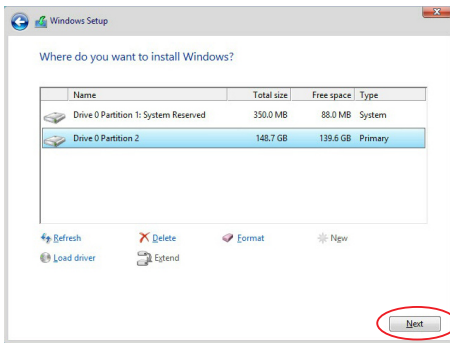 Windows Setup
Where do you want to install Windows?
Name Total size Free space Type
Drive 0 Partition 1: System Reserved 350.0 MB 88.0 MB System
Drive 0 Partition 2 148.7 GB 139.6 GB Primary
Refresh Delete Format New
Load driver Extend
Next